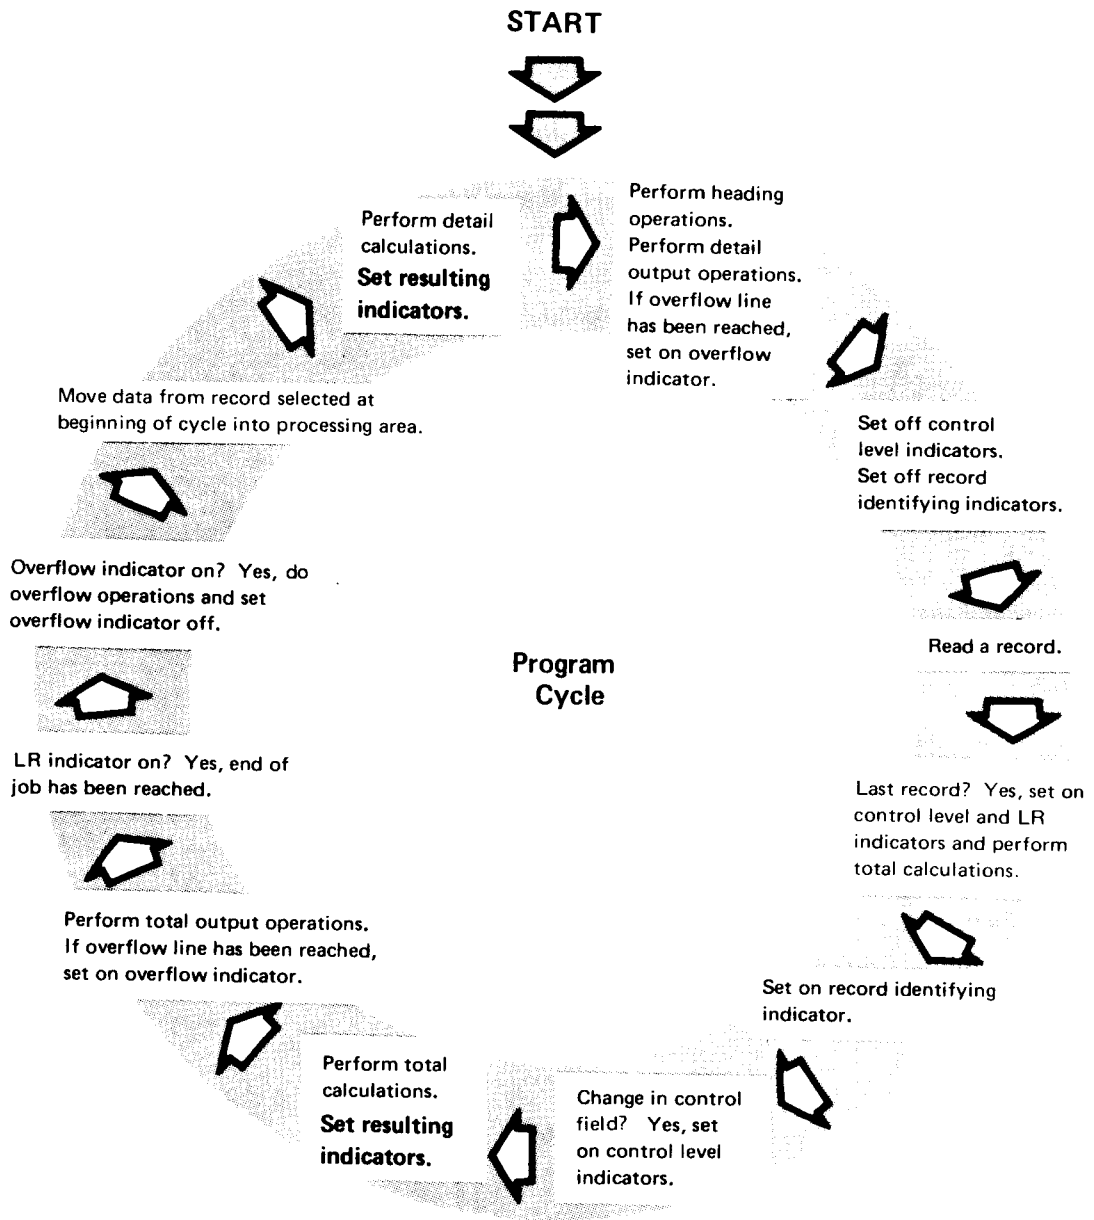 START
Perform heading
operations.
Perform detail
output operations.
If overflow line
has been reached,
set on overflow
indicator.
Set off control
level indicators.
Set off record
identifying indicators.
Read a record.
Last record? Yes, set on
control level and LR
indicators and perform
total calculations.
Set on record identifying
indicator.
Change in control
field? Yes, set
on control level
indicators.
Perform total
calculations.
Set resulting
indicators.
Perform total output operations.
If overflow line has been reached,
set on overflow indicator.
LR indicator on? Yes, end of
job has been reached.
Overflow indicator on? Yes, do
overflow operations and set
overflow indicator off.
Move data from record selected at
beginning of cycle into processing area.
Perform detail
calculations.
Set resulting
indicators.
Program
Cycle